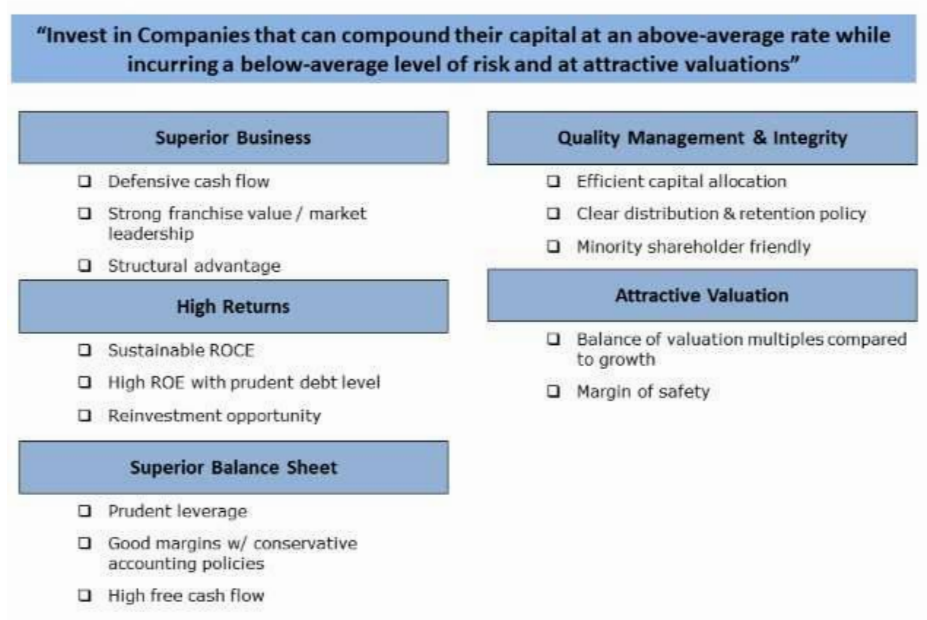 “Invest in Companies that can compound their capital at an above-average rate while
incurring a below-average level of risk and at attractive valuations”
Superior Business
❑ Defensive cash flow
❑ Strong franchise value / market
leadership
❑ Structural advantage
High Returns
❑ Sustainable ROCE
❑ High ROE with prudent debt level
❑ Reinvestment opportunity
Superior Balance Sheet
❑ Prudent leverage
❑ Good margins w/ conservative
accounting policies
❑ High free cash flow
Quality Management & Integrity
❑ Efficient capital allocation
❑ Clear distribution & retention policy
❑ Minority shareholder friendly
Attractive Valuation
❑ Balance of valuation multiples compared
to growth
❑ Margin of safety